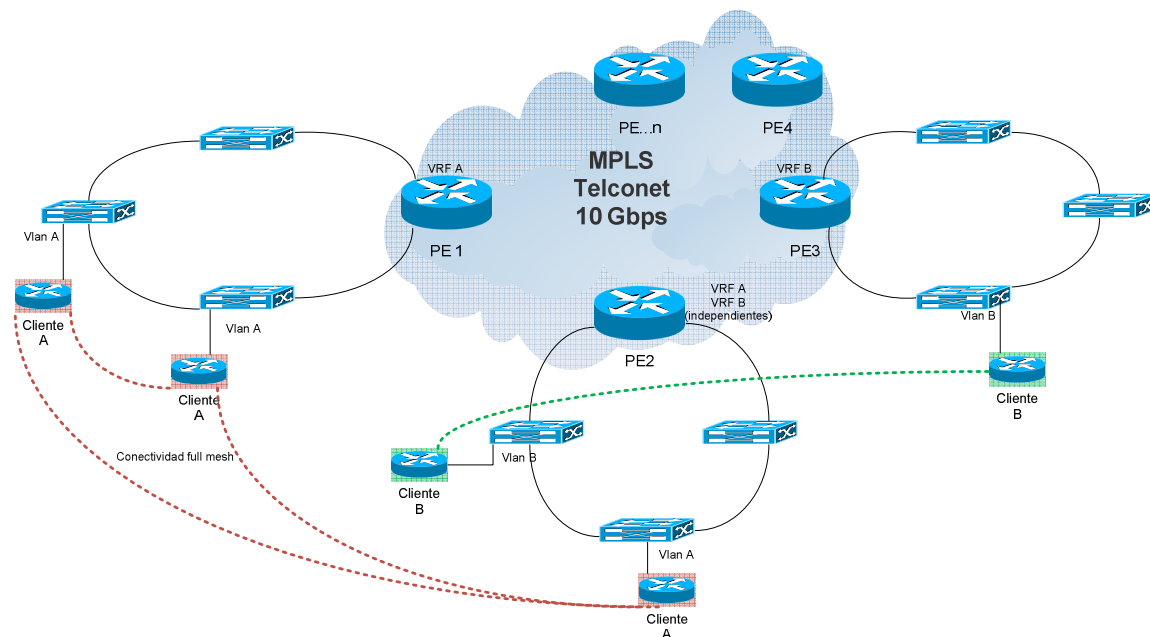 PE...n
PE4
MPLS
Telconet
10 Gbps
VRF A
PE 1
VRF B
PE3
Vlan A
Cliente
A
Vlan A
Cliente
A
VRF A
VRF B
(independientes)
PE2
Vlan B
Cliente
B
Conectividad full mesh
Vlan B
Cliente
B
Vlan A
Cliente
A